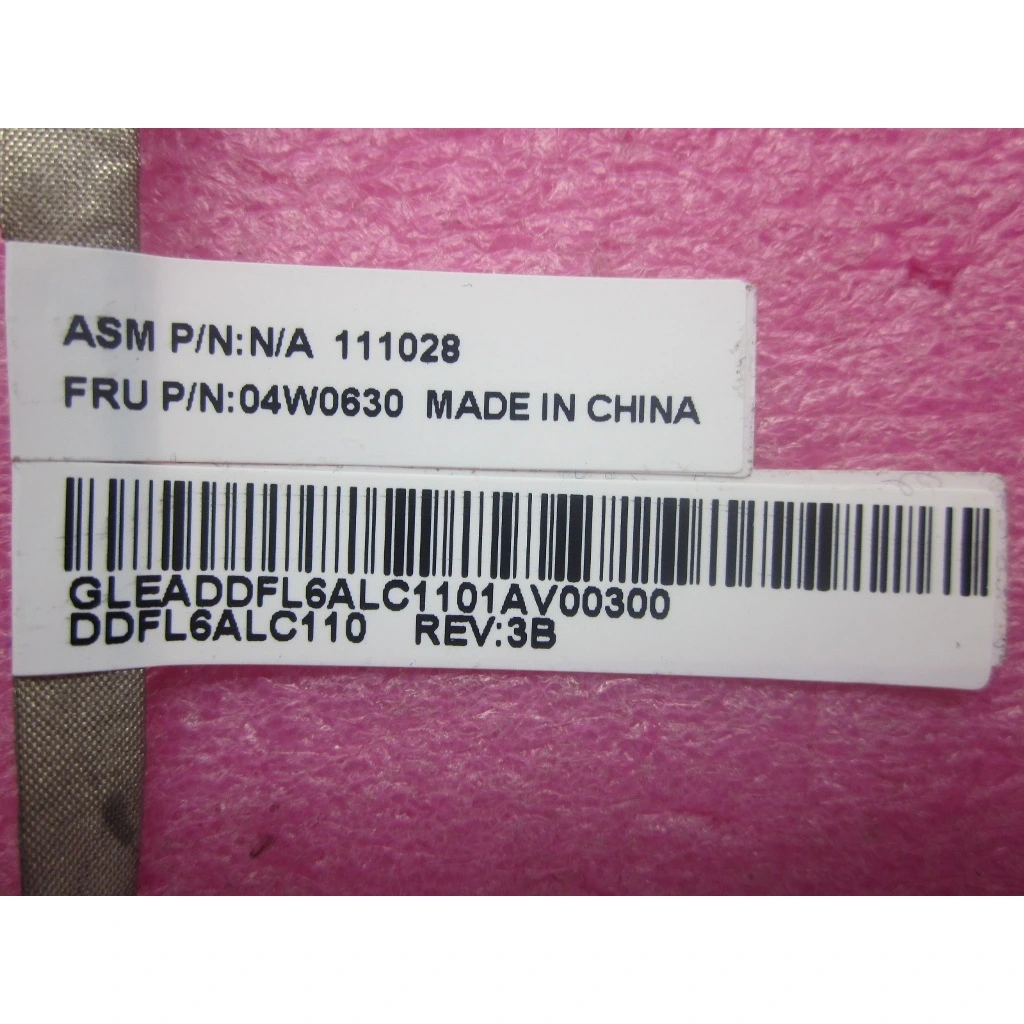 ASM P/N:N/A 111028
FRU P/N:04W0630 MADE IN CHINA
GLEADDFL6ALC1101AV00300
DDFL6ALC110 REV:3B